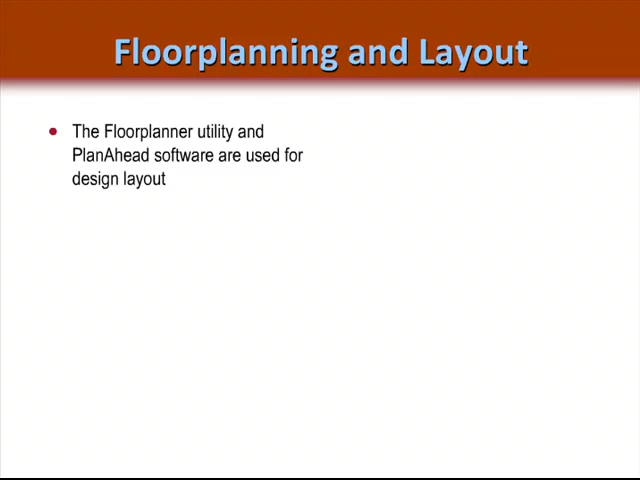 Floorplanning and Layout
The Floorplanner utility and
PlanAhead software are used for
design layout